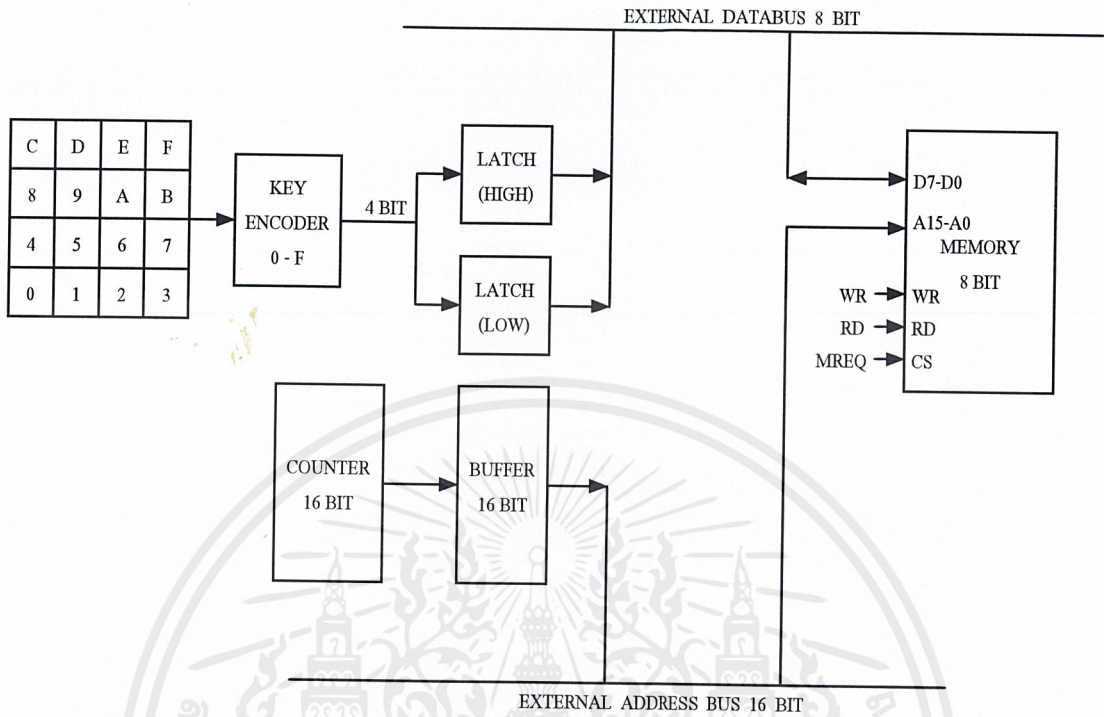 EXTERNAL DATABUS 8 BIT
C D E F
8 9 A B
4 5 6 7
0 1 2 3
KEY
ENCODER
0 - F
4 BIT
LATCH
(HIGH)
LATCH
(LOW)
D7-D0
A15-A0
MEMORY
8 BIT
WR WR
RD RD
MREQ CS
COUNTER
16 BIT
BUFFER
16 BIT
EXTERNAL ADDRESS BUS 16 BIT